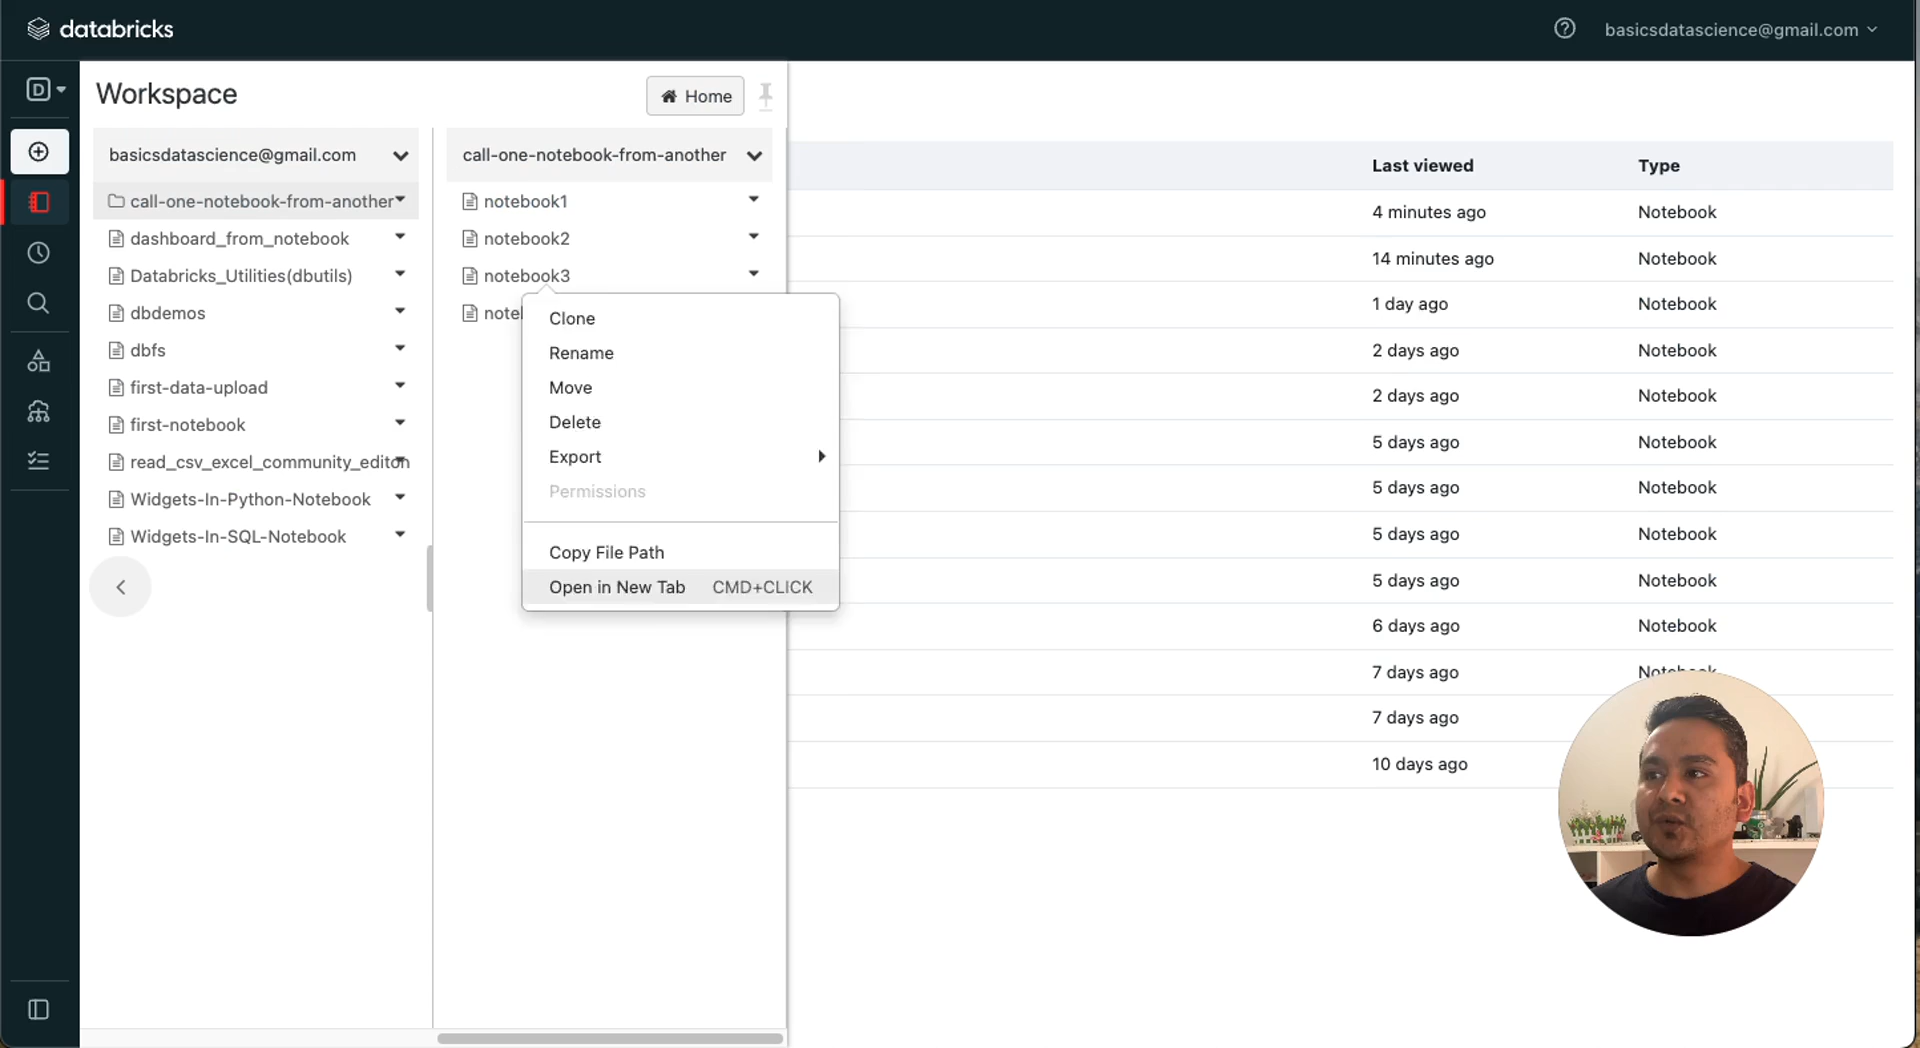 databricks
basicsdatascience@gmail.com
D
Workspace
Home
basicsdatascience@gmail.com
call-one-notebook-from-another
dashboard_from_notebook
Databricks_Utilities(dbutils)
dbdemos
dbfs
first-data-upload
first-notebook
read_csv_excel_community_editon
Widgets-In-Python-Notebook
Widgets-In-SQL-Notebook
call-one-notebook-from-another
notebook1
notebook2
notebook3
Clone
Rename
Move
Delete
Export
Permissions
Copy File Path
Open in New Tab CMD+CLICK
Last viewed Type
4 minutes ago Notebook
14 minutes ago Notebook
1 day ago Notebook
2 days ago Notebook
2 days ago Notebook
5 days ago Notebook
5 days ago Notebook
5 days ago Notebook
5 days ago Notebook
6 days ago Notebook
7 days ago Notebook
7 days ago
10 days ago